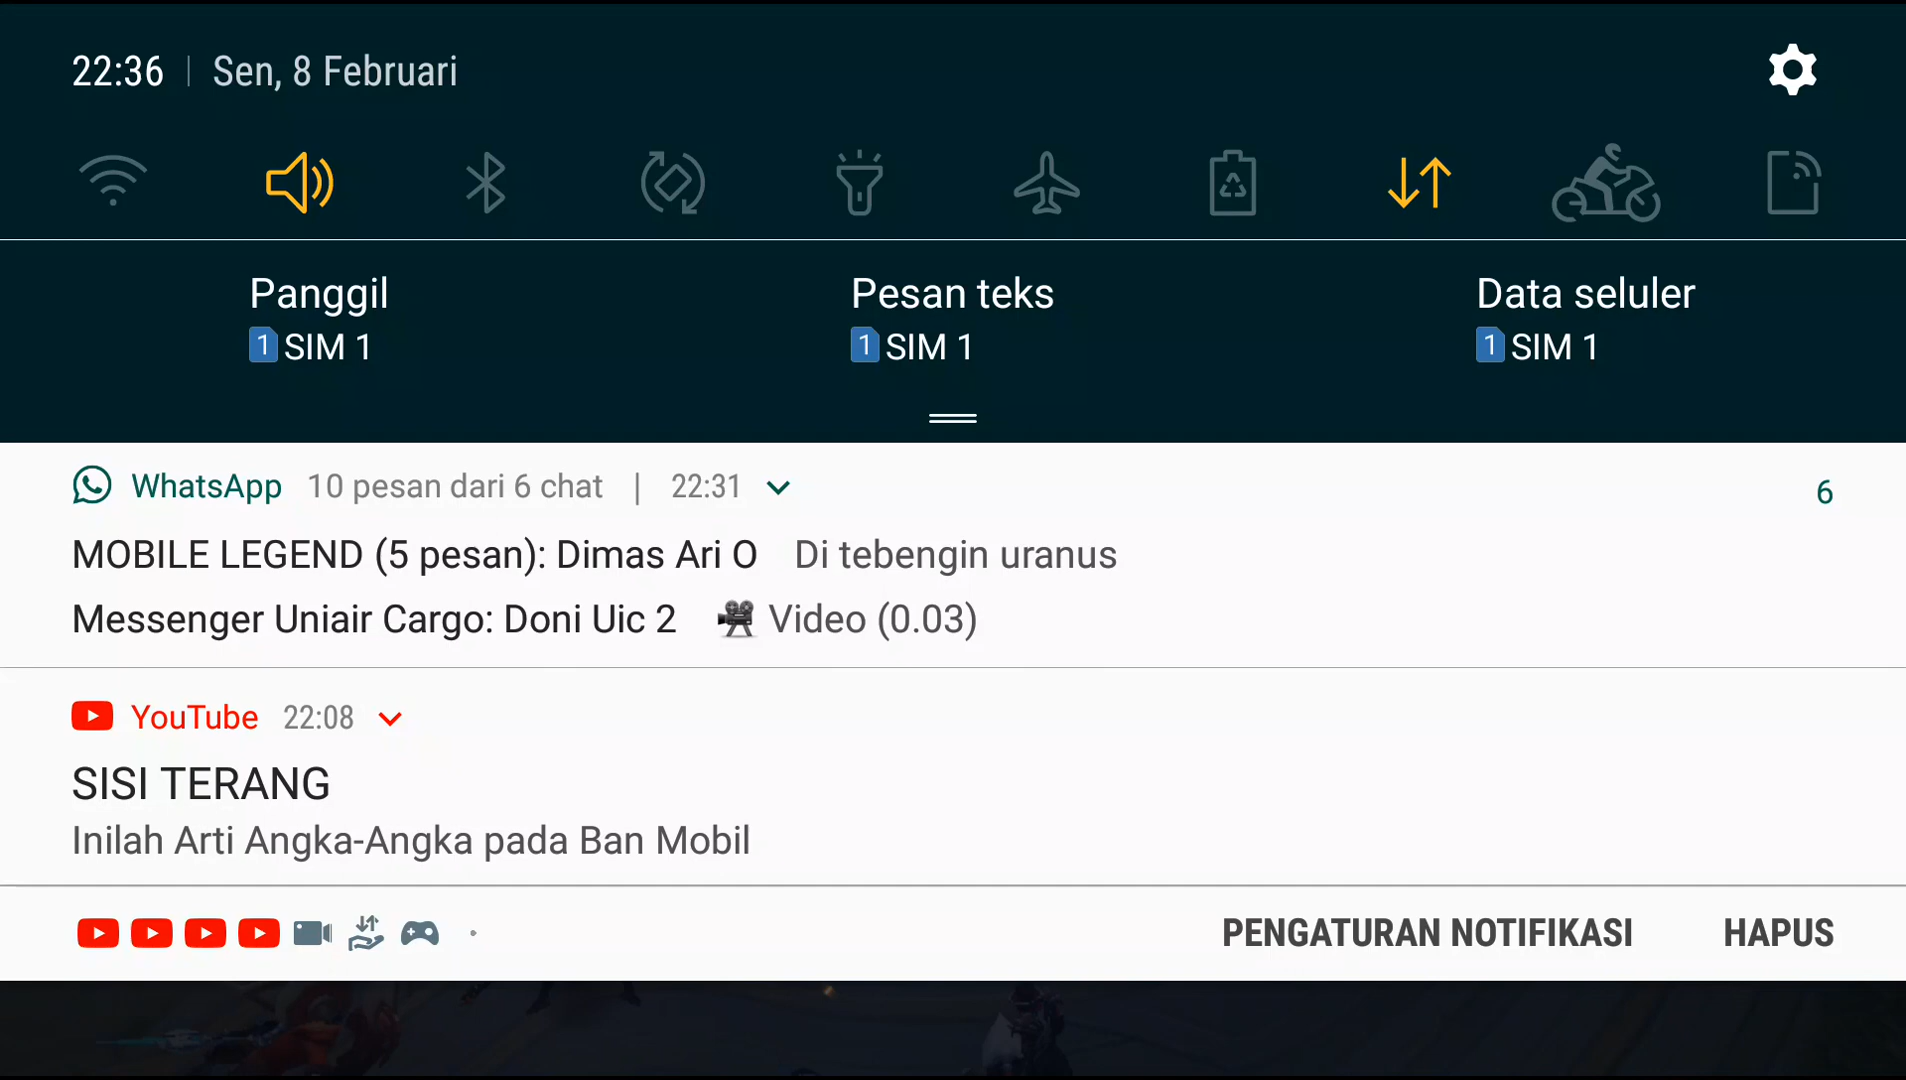 22:36 | Sen, 8 Februari
Panggil
1 SIM 1
Pesan teks
1 SIM 1
Data seluler
1 SIM 1
WhatsApp 10 pesan dari 6 chat | 22:31
6
MOBILE LEGEND (5 pesan): Dimas Ari O Di tebengin uranus
Messenger Uniair Cargo: Doni Uic 2 🎥 Video (0.03)
YouTube 22:08
SISI TERANG
Inilah Arti Angka-Angka pada Ban Mobil
PENGATURAN NOTIFIKASI HAPUS